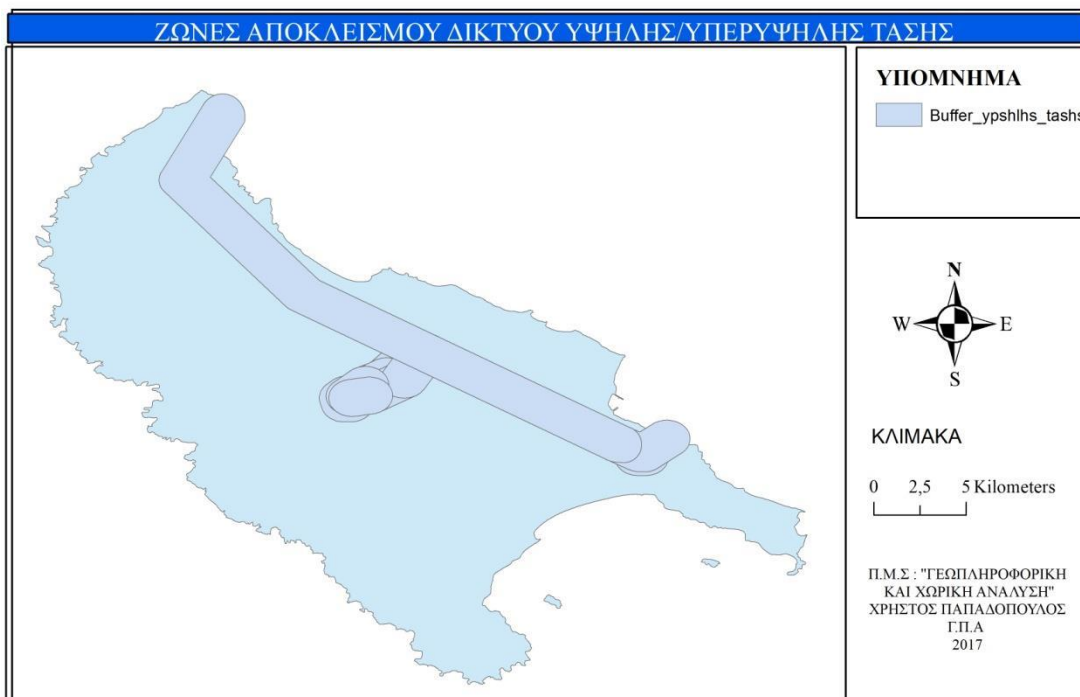 ΖΩΝΕΣ ΑΠΟΚΛΕΙΣΜΟΥ ΔΙΚΤΥΟΥ ΥΨΗΛΗΣ/ΥΠΕΡΥΨΗΛΗΣ ΤΑΣΗΣ
ΥΠΟΜΝΗΜΑ
Buffer_ypshlhs_tashs
N
W E
S
ΚΛΙΜΑΚΑ
0 2,5 5 Kilometers
Π.Μ.Σ : "ΓΕΩΠΛΗΡΟΦΟΡΙΚΗ
ΚΑΙ ΧΩΡΙΚΗ ΑΝΑΛΥΣΗ"
ΧΡΗΣΤΟΣ ΠΑΠΑΔΟΠΟΥΛΟΣ
Γ.Π.Α
2017